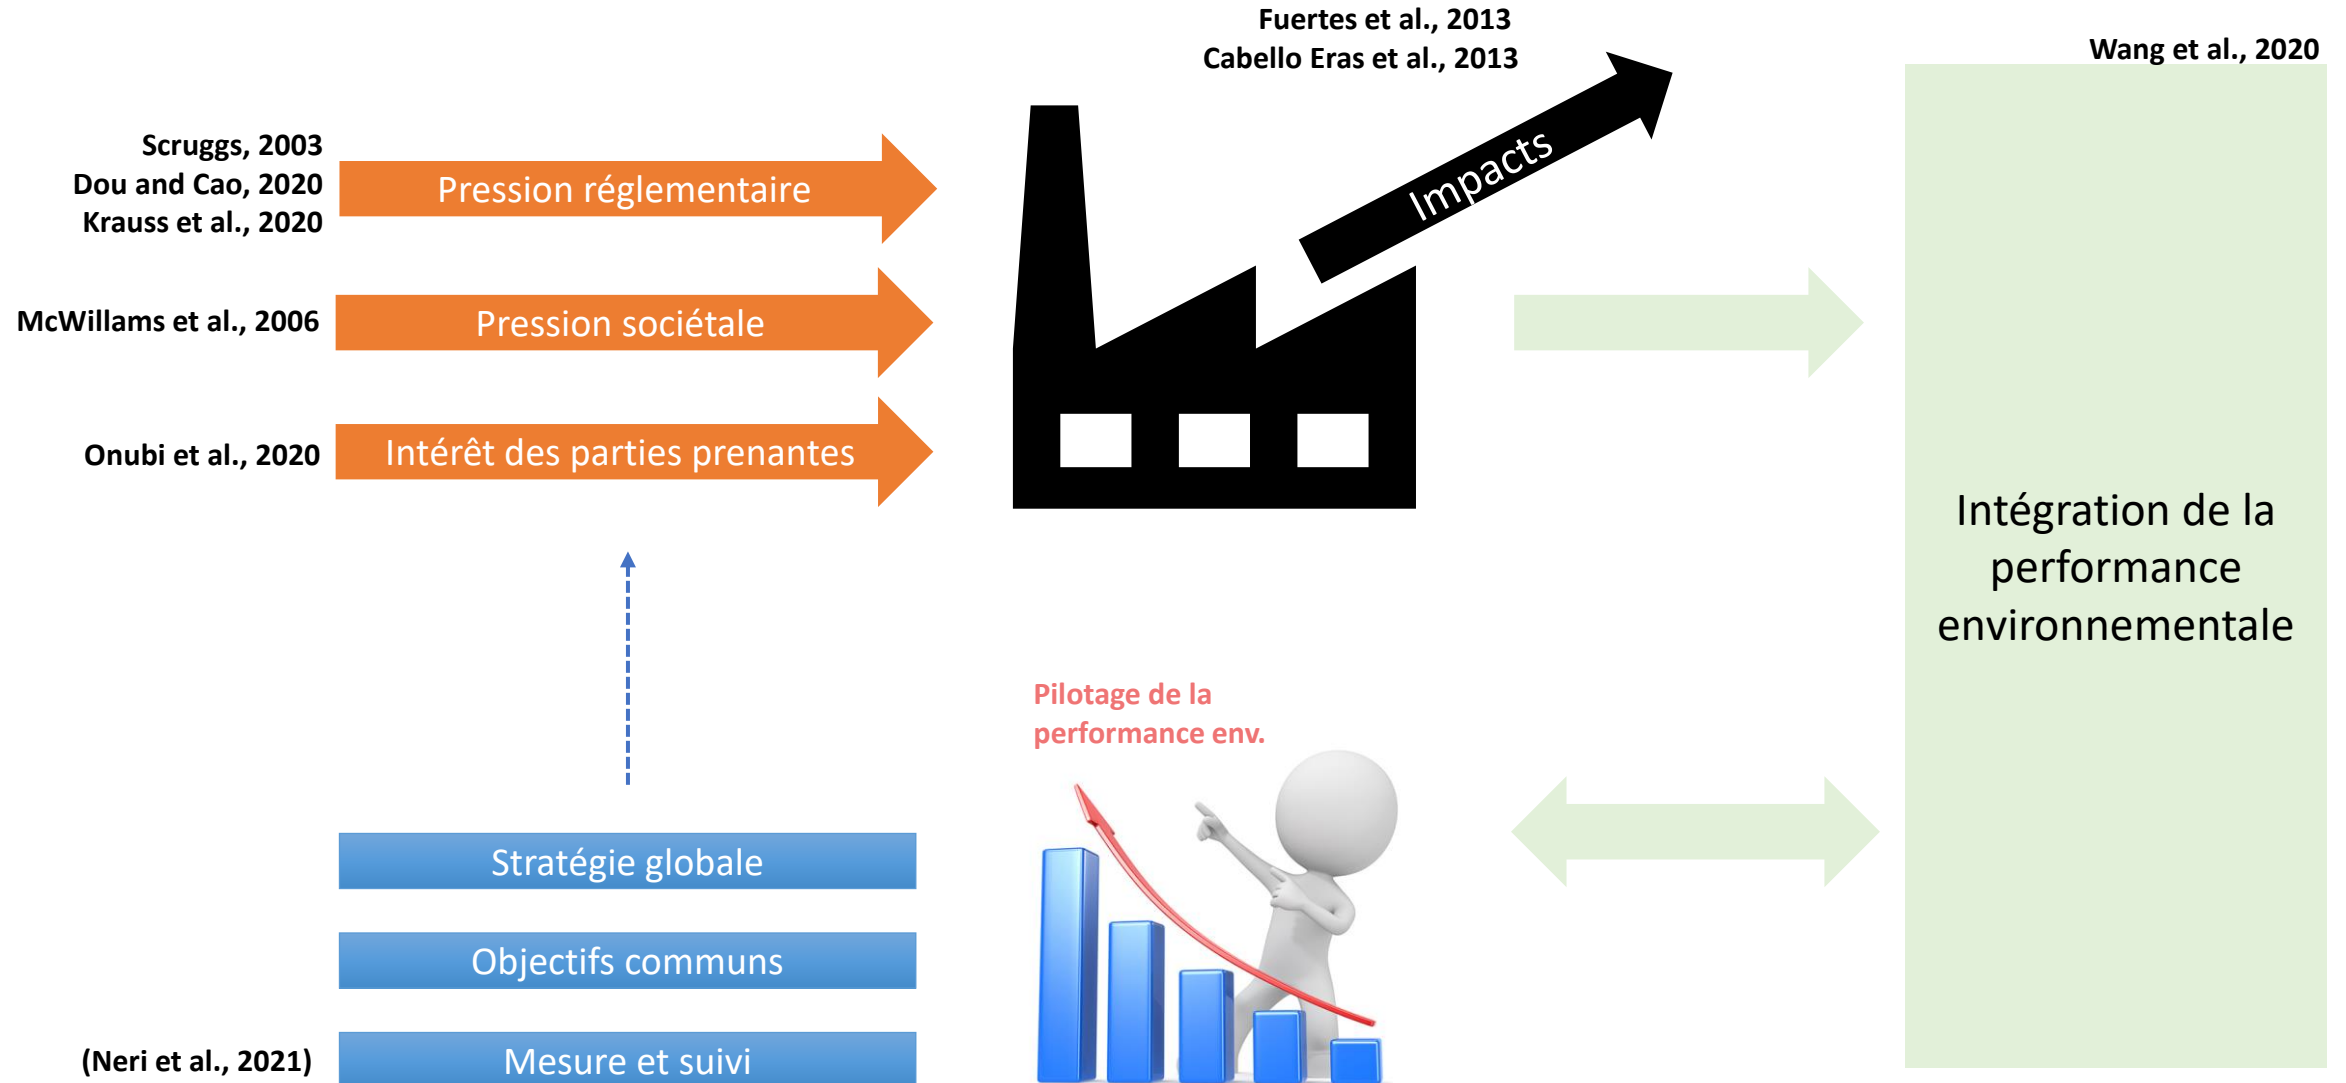 Fuertes et al., 2013
Cabello Eras et al., 2013
Wang et al., 2020
Scruggs, 2003
Dou and Cao, 2020
Krauss et al., 2020
Pression réglementaire
Impacts
McWillams et al., 2006
Pression sociétale
Onubi et al., 2020
Intérêt des parties prenantes
Intégration de la
performance
environnementale
Pilotage de la
performance env.
Stratégie globale
Objectifs communs
(Neri et al., 2021)
Mesure et suivi